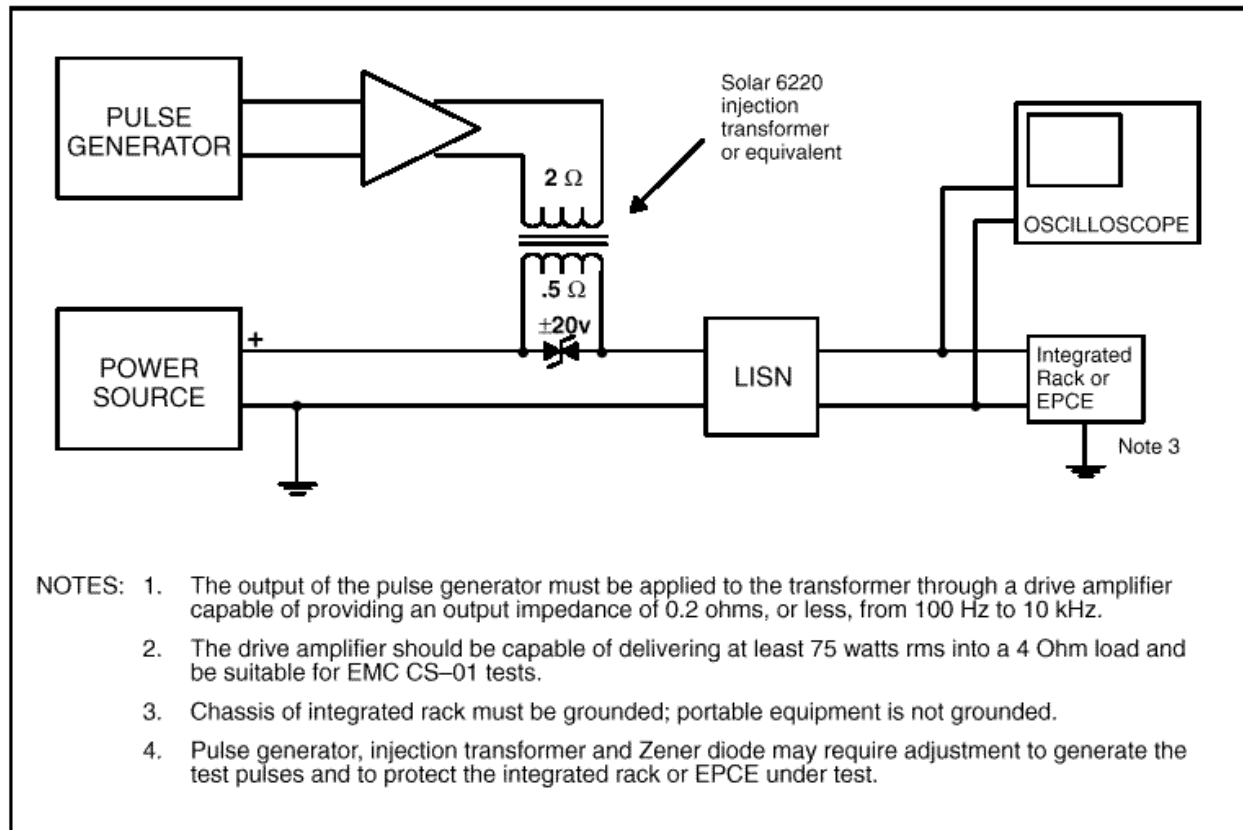 PULSE
GENERATOR
Solar 6220
injection
transformer
or equivalent
2 Ω
OSCILLOSCOPE
.5 Ω
±20v
+
POWER
SOURCE
LISN
Integrated
Rack or
EPCE
Note 3
NOTES: 1. The output of the pulse generator must be applied to the transformer through a drive amplifier
capable of providing an output impedance of 0.2 ohms, or less, from 100 Hz to 10 kHz.
2. The drive amplifier should be capable of delivering at least 75 watts rms into a 4 Ohm load and
be suitable for EMC CS–01 tests.
3. Chassis of integrated rack must be grounded; portable equipment is not grounded.
4. Pulse generator, injection transformer and Zener diode may require adjustment to generate the
test pulses and to protect the integrated rack or EPCE under test.